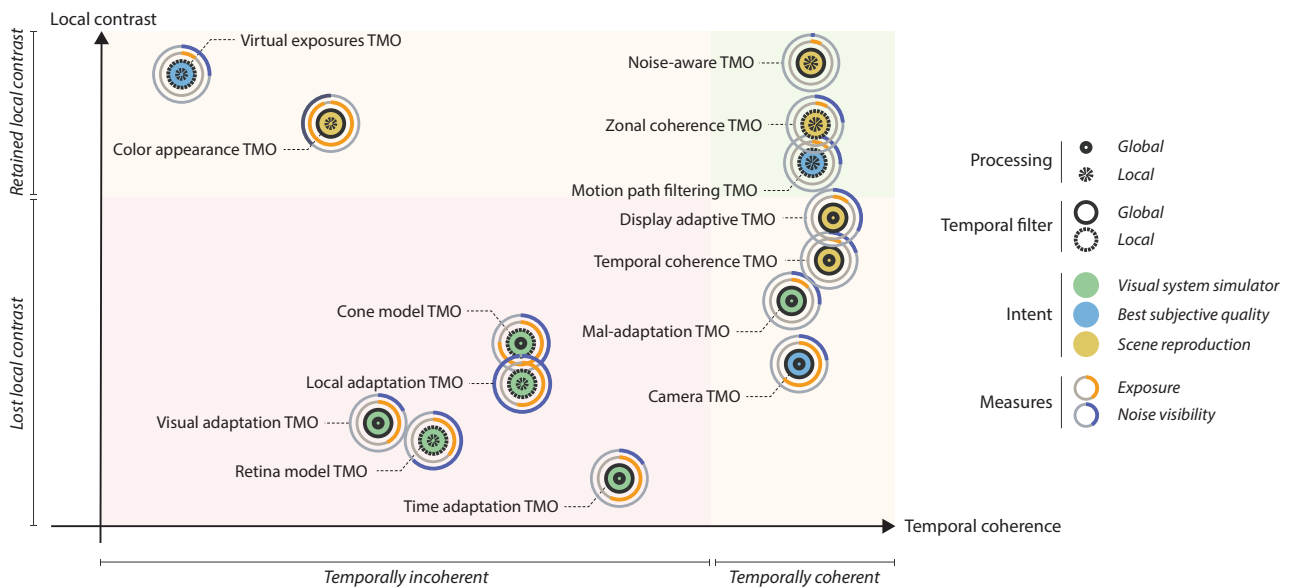 Local contrast
Retained local contrast
Lost local contrast
Virtual exposures TMO
Color appearance TMO
Noise-aware TMO
Zonal coherence TMO
Motion path filtering TMO
Display adaptive TMO
Temporal coherence TMO
Cone model TMO
Mal-adaptation TMO
Local adaptation TMO
Camera TMO
Visual adaptation TMO
Retina model TMO
Time adaptation TMO
Temporal coherence
Temporally incoherent
Temporally coherent
Processing
Global
Local
Temporal filter
Global
Local
Intent
Visual system simulator
Best subjective quality
Scene reproduction
Measures
Exposure
Noise visibility